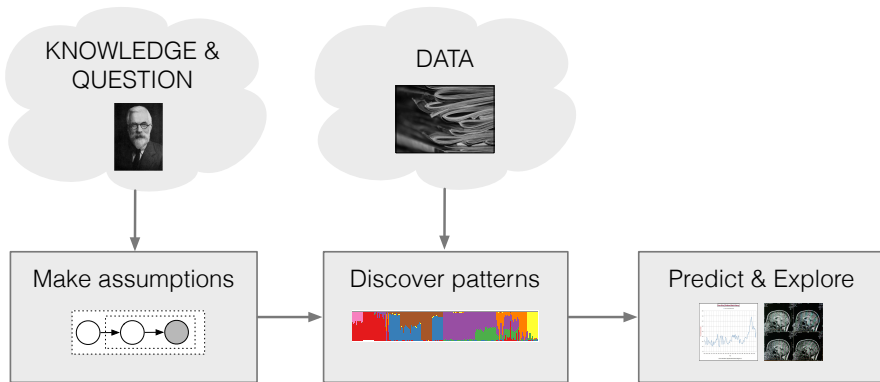 KNOWLEDGE &
QUESTION
DATA
Make assumptions
Discover patterns
Predict & Explore